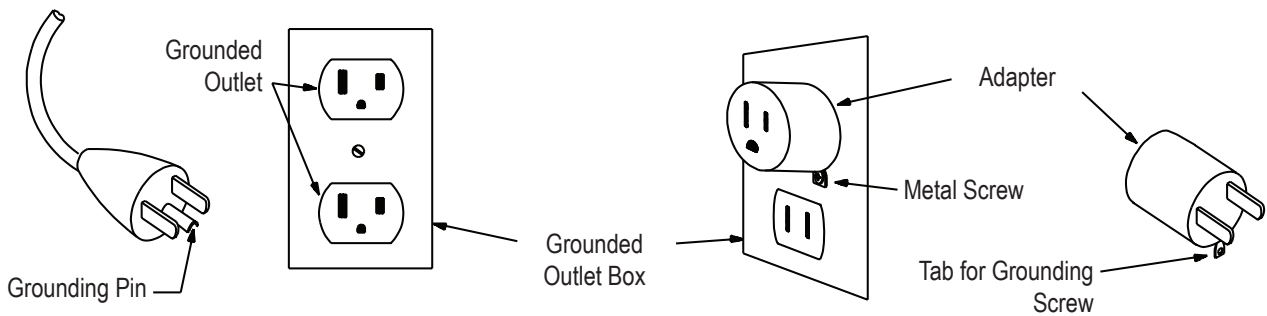 Grounded
Outlet
Grounding Pin
Grounded
Outlet Box
Adapter
Metal Screw
Tab for Grounding
Screw